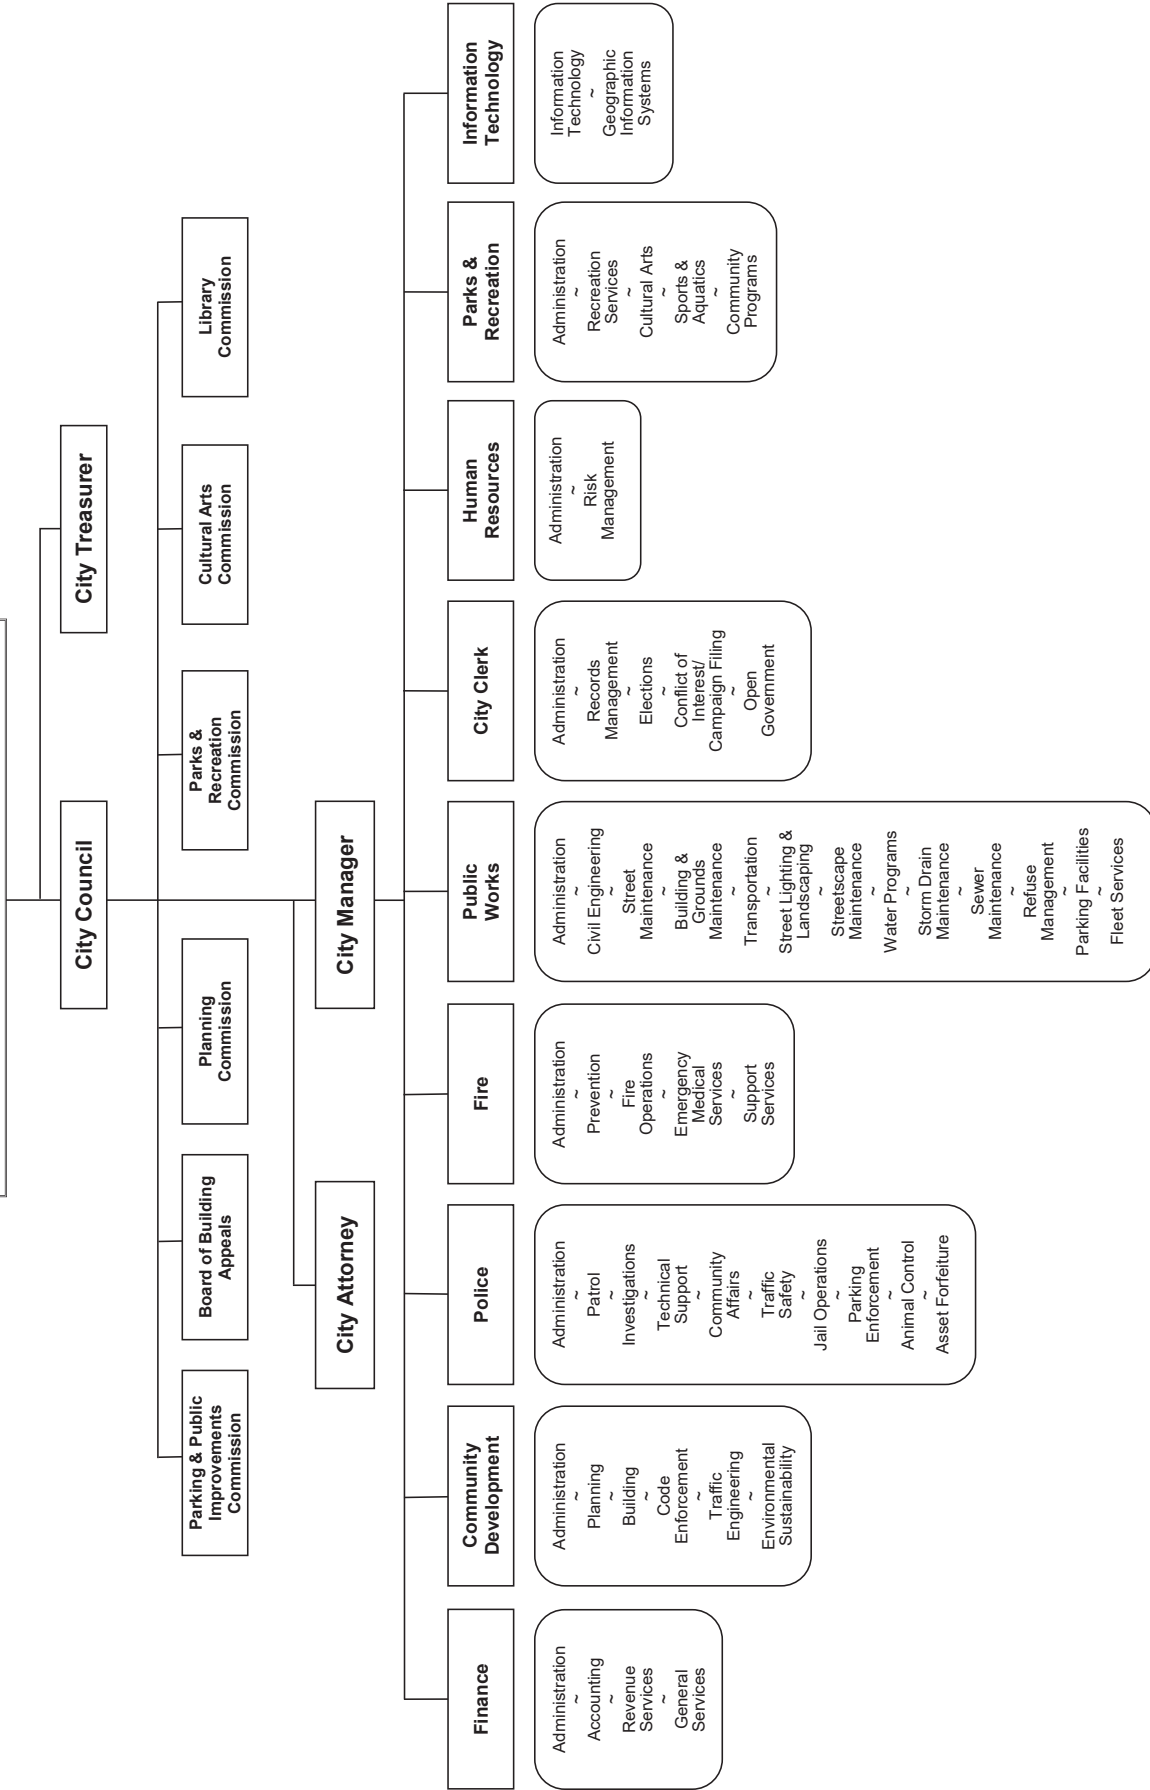 City Council
City Treasurer
Parking & Public
Improvements
Commission
Board of Building
Appeals
Planning
Commission
Parks &
Recreation
Commission
Cultural Arts
Commission
Library
Commission
City Attorney
City Manager
Finance
Administration
~
Accounting
~
Revenue
Services
~
General
Services
Community
Development
Administration
~
Planning
~
Building
~
Code
Enforcement
~
Traffic
Engineering
~
Environmental
Sustainability
Police
Administration
~
Patrol
~
Investigations
~
Technical
Support
~
Community
Affairs
~
Traffic
Safety
~
Jail Operations
~
Parking
Enforcement
~
Animal Control
~
Asset Forfeiture
Fire
Administration
~
Prevention
~
Fire
Operations
~
Emergency
Medical
Services
~
Support
Services
Public
Works
Administration
~
Civil Engineering
~
Street
Maintenance
~
Building &
Grounds
Maintenance
~
Transportation
~
Street Lighting &
Landscaping
~
Streetscape
Maintenance
~
Water Programs
~
Storm Drain
Maintenance
~
Sewer
Maintenance
~
Refuse
Management
~
Parking Facilities
~
Fleet Services
City Clerk
Administration
~
Records
Management
~
Elections
~
Conflict of
Interest/
Campaign Filing
~
Open
Government
Human
Resources
Administration
~
Risk
Management
Parks &
Recreation
Administration
~
Recreation
Services
~
Cultural Arts
~
Sports &
Aquatics
~
Community
Programs
Information
Technology
Information
Technology
~
Geographic
Information
Systems